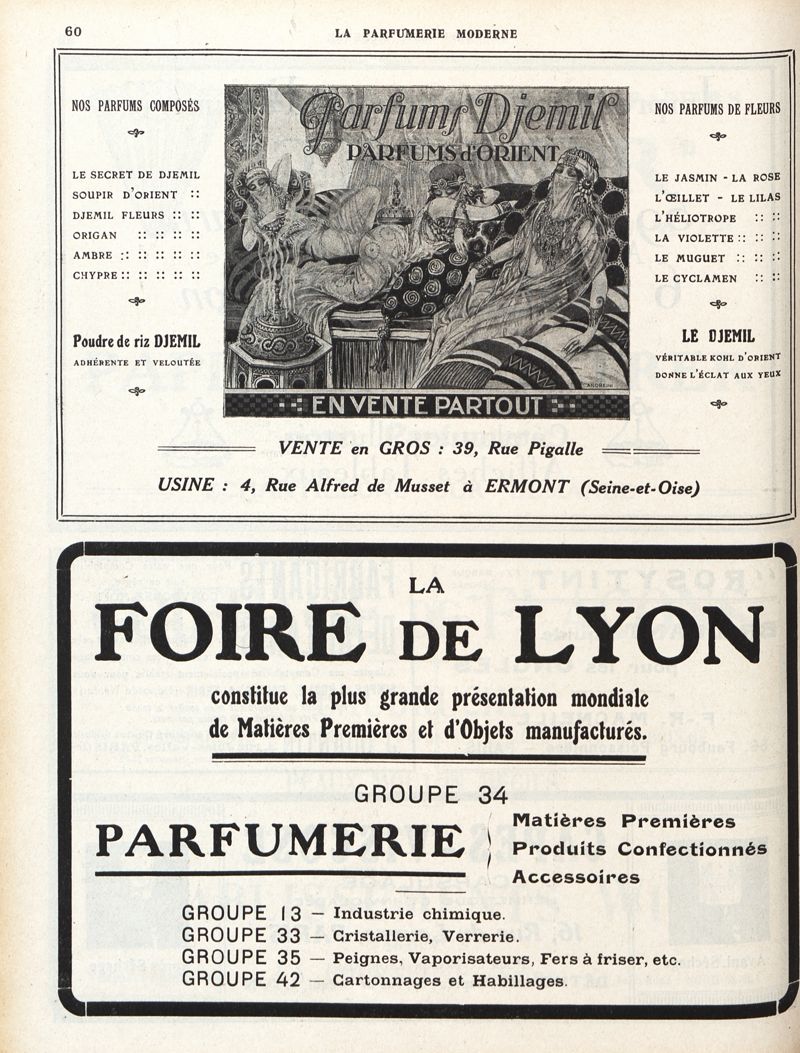 60
LA PARFUMERIE MODERNE
NOS PARFUMS COMPOSÉS
LE SECRET DE DJEMIL
SOUPIR D'ORIENT ::
DJEMIL FLEURS :: ::
ORIGAN :: :: :: ::
AMBRE :: :: :: :: ::
CHYPRE :: :: :: :: ::
Poudre de riz DJEMIL
ADHÉRENTE ET VELOUTÉE
Parfums Djemil
PARFUMS d'ORIENT
ANDREINI
EN VENTE PARTOUT
NOS PARFUMS DE FLEURS
LE JASMIN - LA ROSE
L'ŒILLET - LE LILAS
L'HÉLIOTROPE :: ::
LA VIOLETTE :: :: ::
LE MUGUET :: :: ::
LE CYCLAMEN :: ::
LE DJEMIL
VÉRITABLE KOHL D'ORIENT
DONNE L'ÉCLAT AUX YEUX
VENTE en GROS : 39, Rue Pigalle
USINE : 4, Rue Alfred de Musset à ERMONT (Seine-et-Oise)
LA
FOIRE DE LYON
constitue la plus grande présentation mondiale
de Matières Premières et d'Objets manufacturés.
GROUPE 34
PARFUMERIE
Matières Premières
Produits Confectionnés
Accessoires
GROUPE 13 — Industrie chimique.
GROUPE 33 — Cristallerie, Verrerie.
GROUPE 35 — Peignes, Vaporisateurs, Fers à friser, etc.
GROUPE 42 — Cartonnages et Habillages.